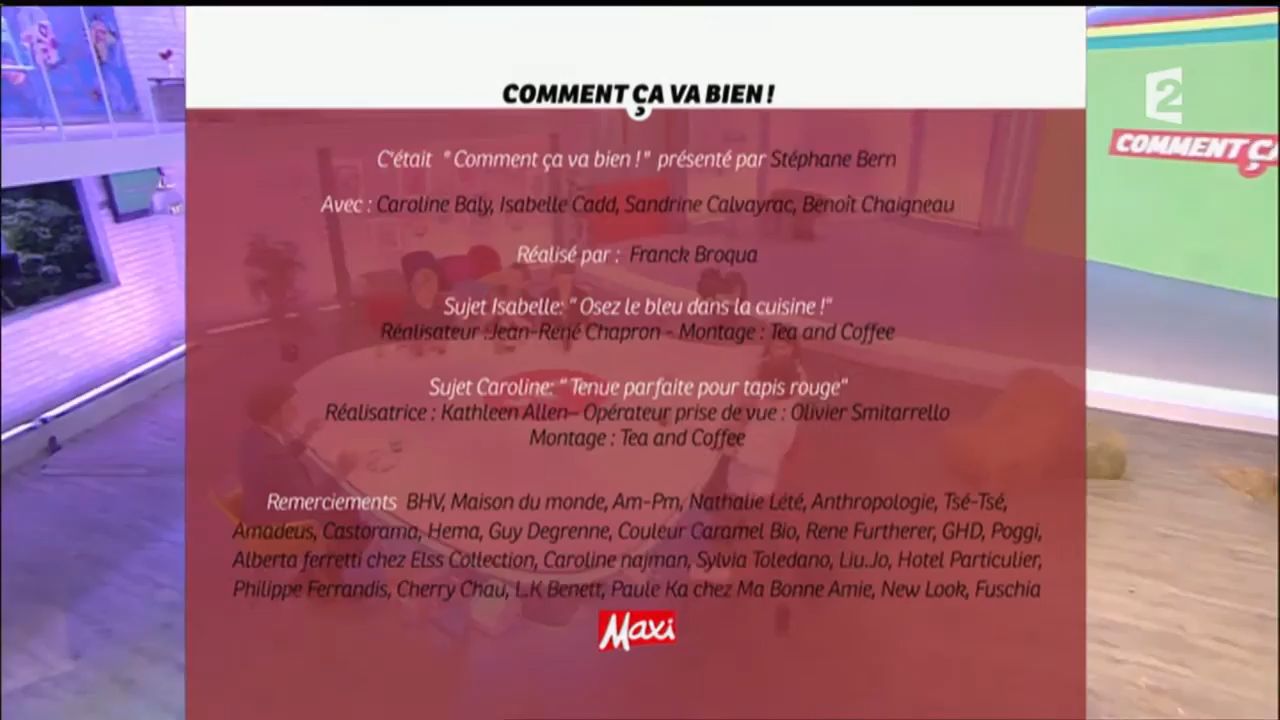 COMMENT ÇA VA BIEN !
2
COMMENT ÇA
C'était "Comment ça va bien !" présenté par Stéphane Bern
Avec : Caroline Baly, Isabelle Cadd, Sandrine Calvayrac, Benoît Chaigneau
Réalisé par : Franck Broqua
Sujet Isabelle: "Osez le bleu dans la cuisine !"
Réalisateur :Jean-René Chapron - Montage : Tea and Coffee
Sujet Caroline: "Tenue parfaite pour tapis rouge"
Réalisatrice : Kathleen Allen– Opérateur prise de vue : Olivier Smitarrello
Montage : Tea and Coffee
Remerciements BHV, Maison du monde, Am-Pm, Nathalie Lété, Anthropologie, Tsé-Tsé,
Amadeus, Castorama, Hema, Guy Degrenne, Couleur Caramel Bio, Rene Furtherer, GHD, Poggi,
Alberta ferretti chez Elss Collection, Caroline najman, Sylvia Toledano, Liu.Jo, Hotel Particulier,
Philippe Ferrandis, Cherry Chau, L.K Benett, Paule Ka chez Ma Bonne Amie, New Look, Fuschia
Maxi